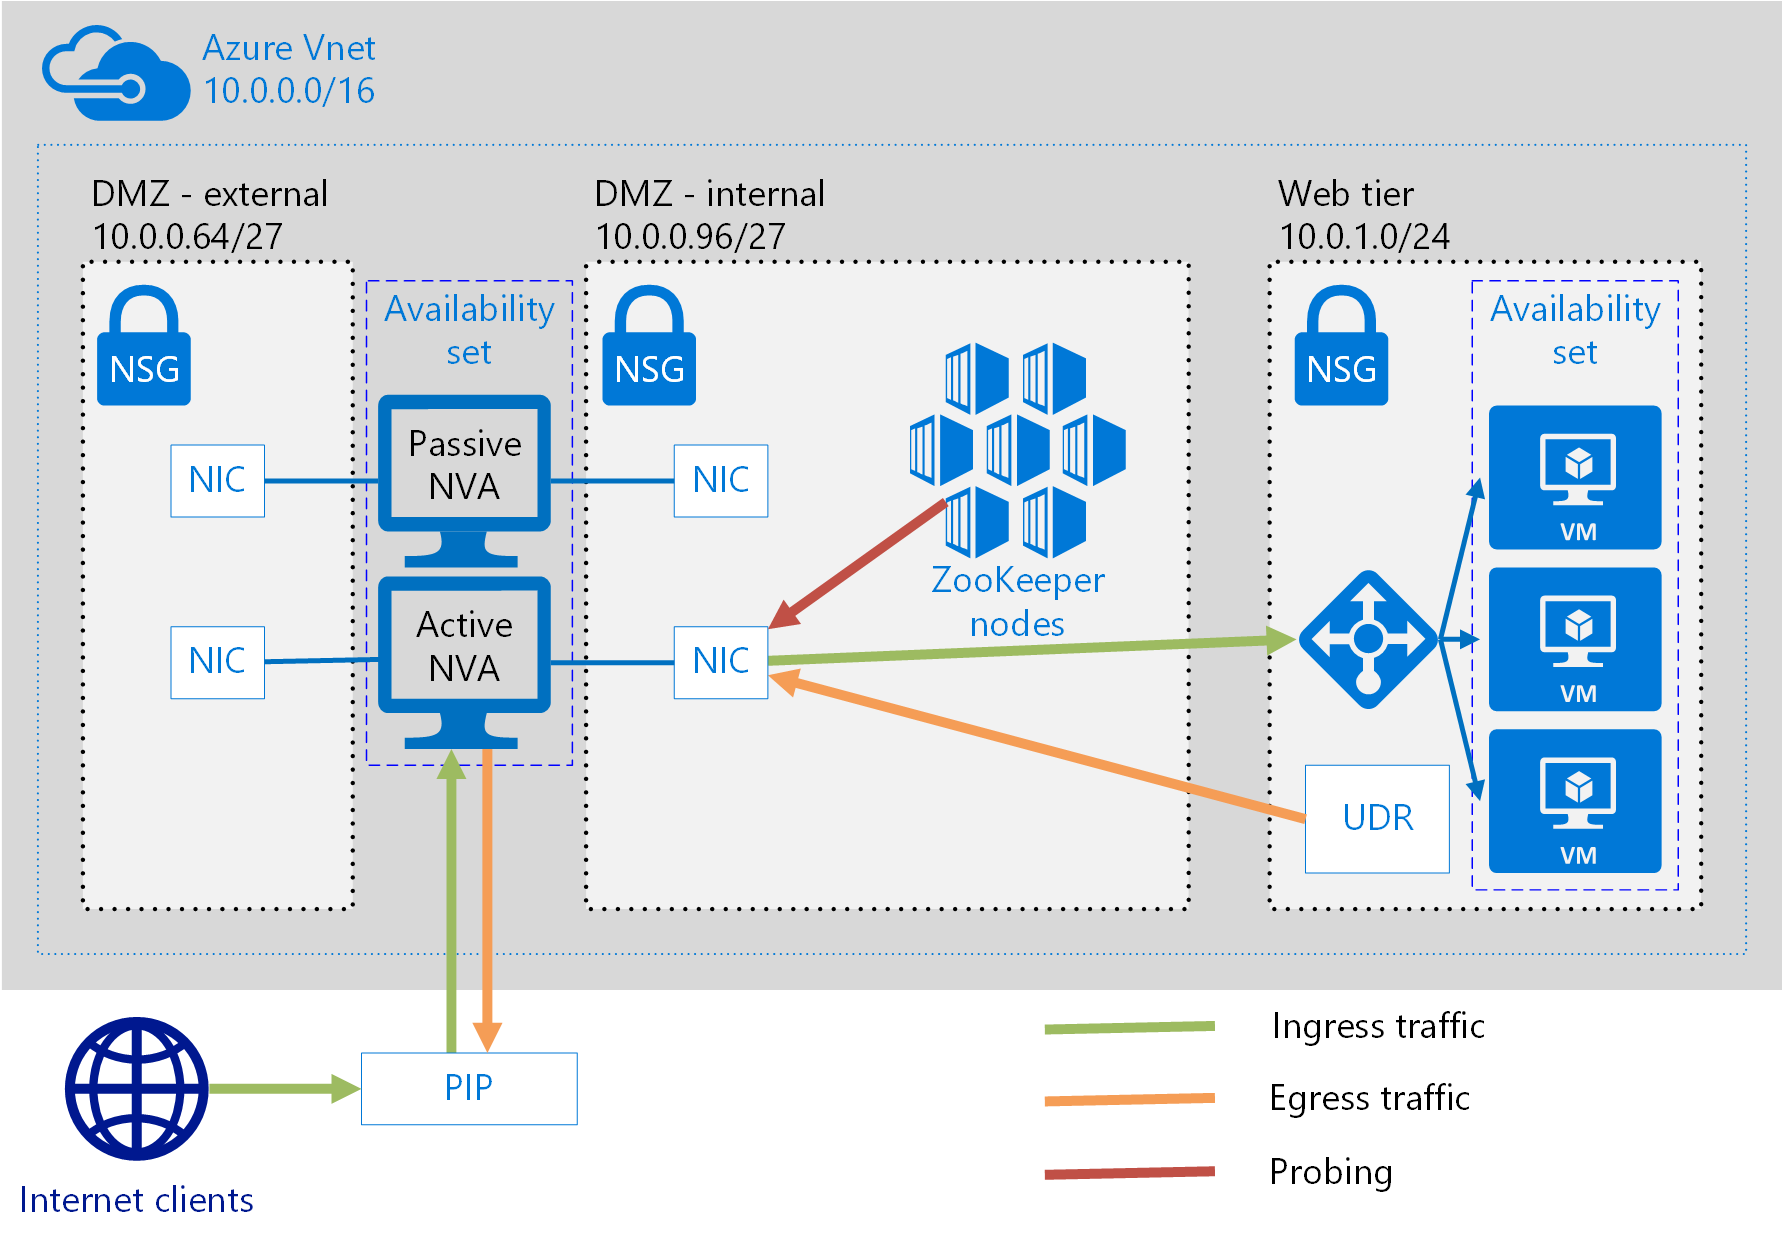 Azure Vnet
10.0.0.0/16
DMZ - external
10.0.0.64/27
DMZ - internal
10.0.0.96/27
Web tier
10.0.1.0/24
NSG
Availability
set
NSG
NSG
Availability
set
NIC
Passive
NVA
NIC
VM
ZooKeeper
nodes
NIC
Active
NVA
NIC
VM
UDR
VM
PIP
Internet clients
Ingress traffic
Egress traffic
Probing